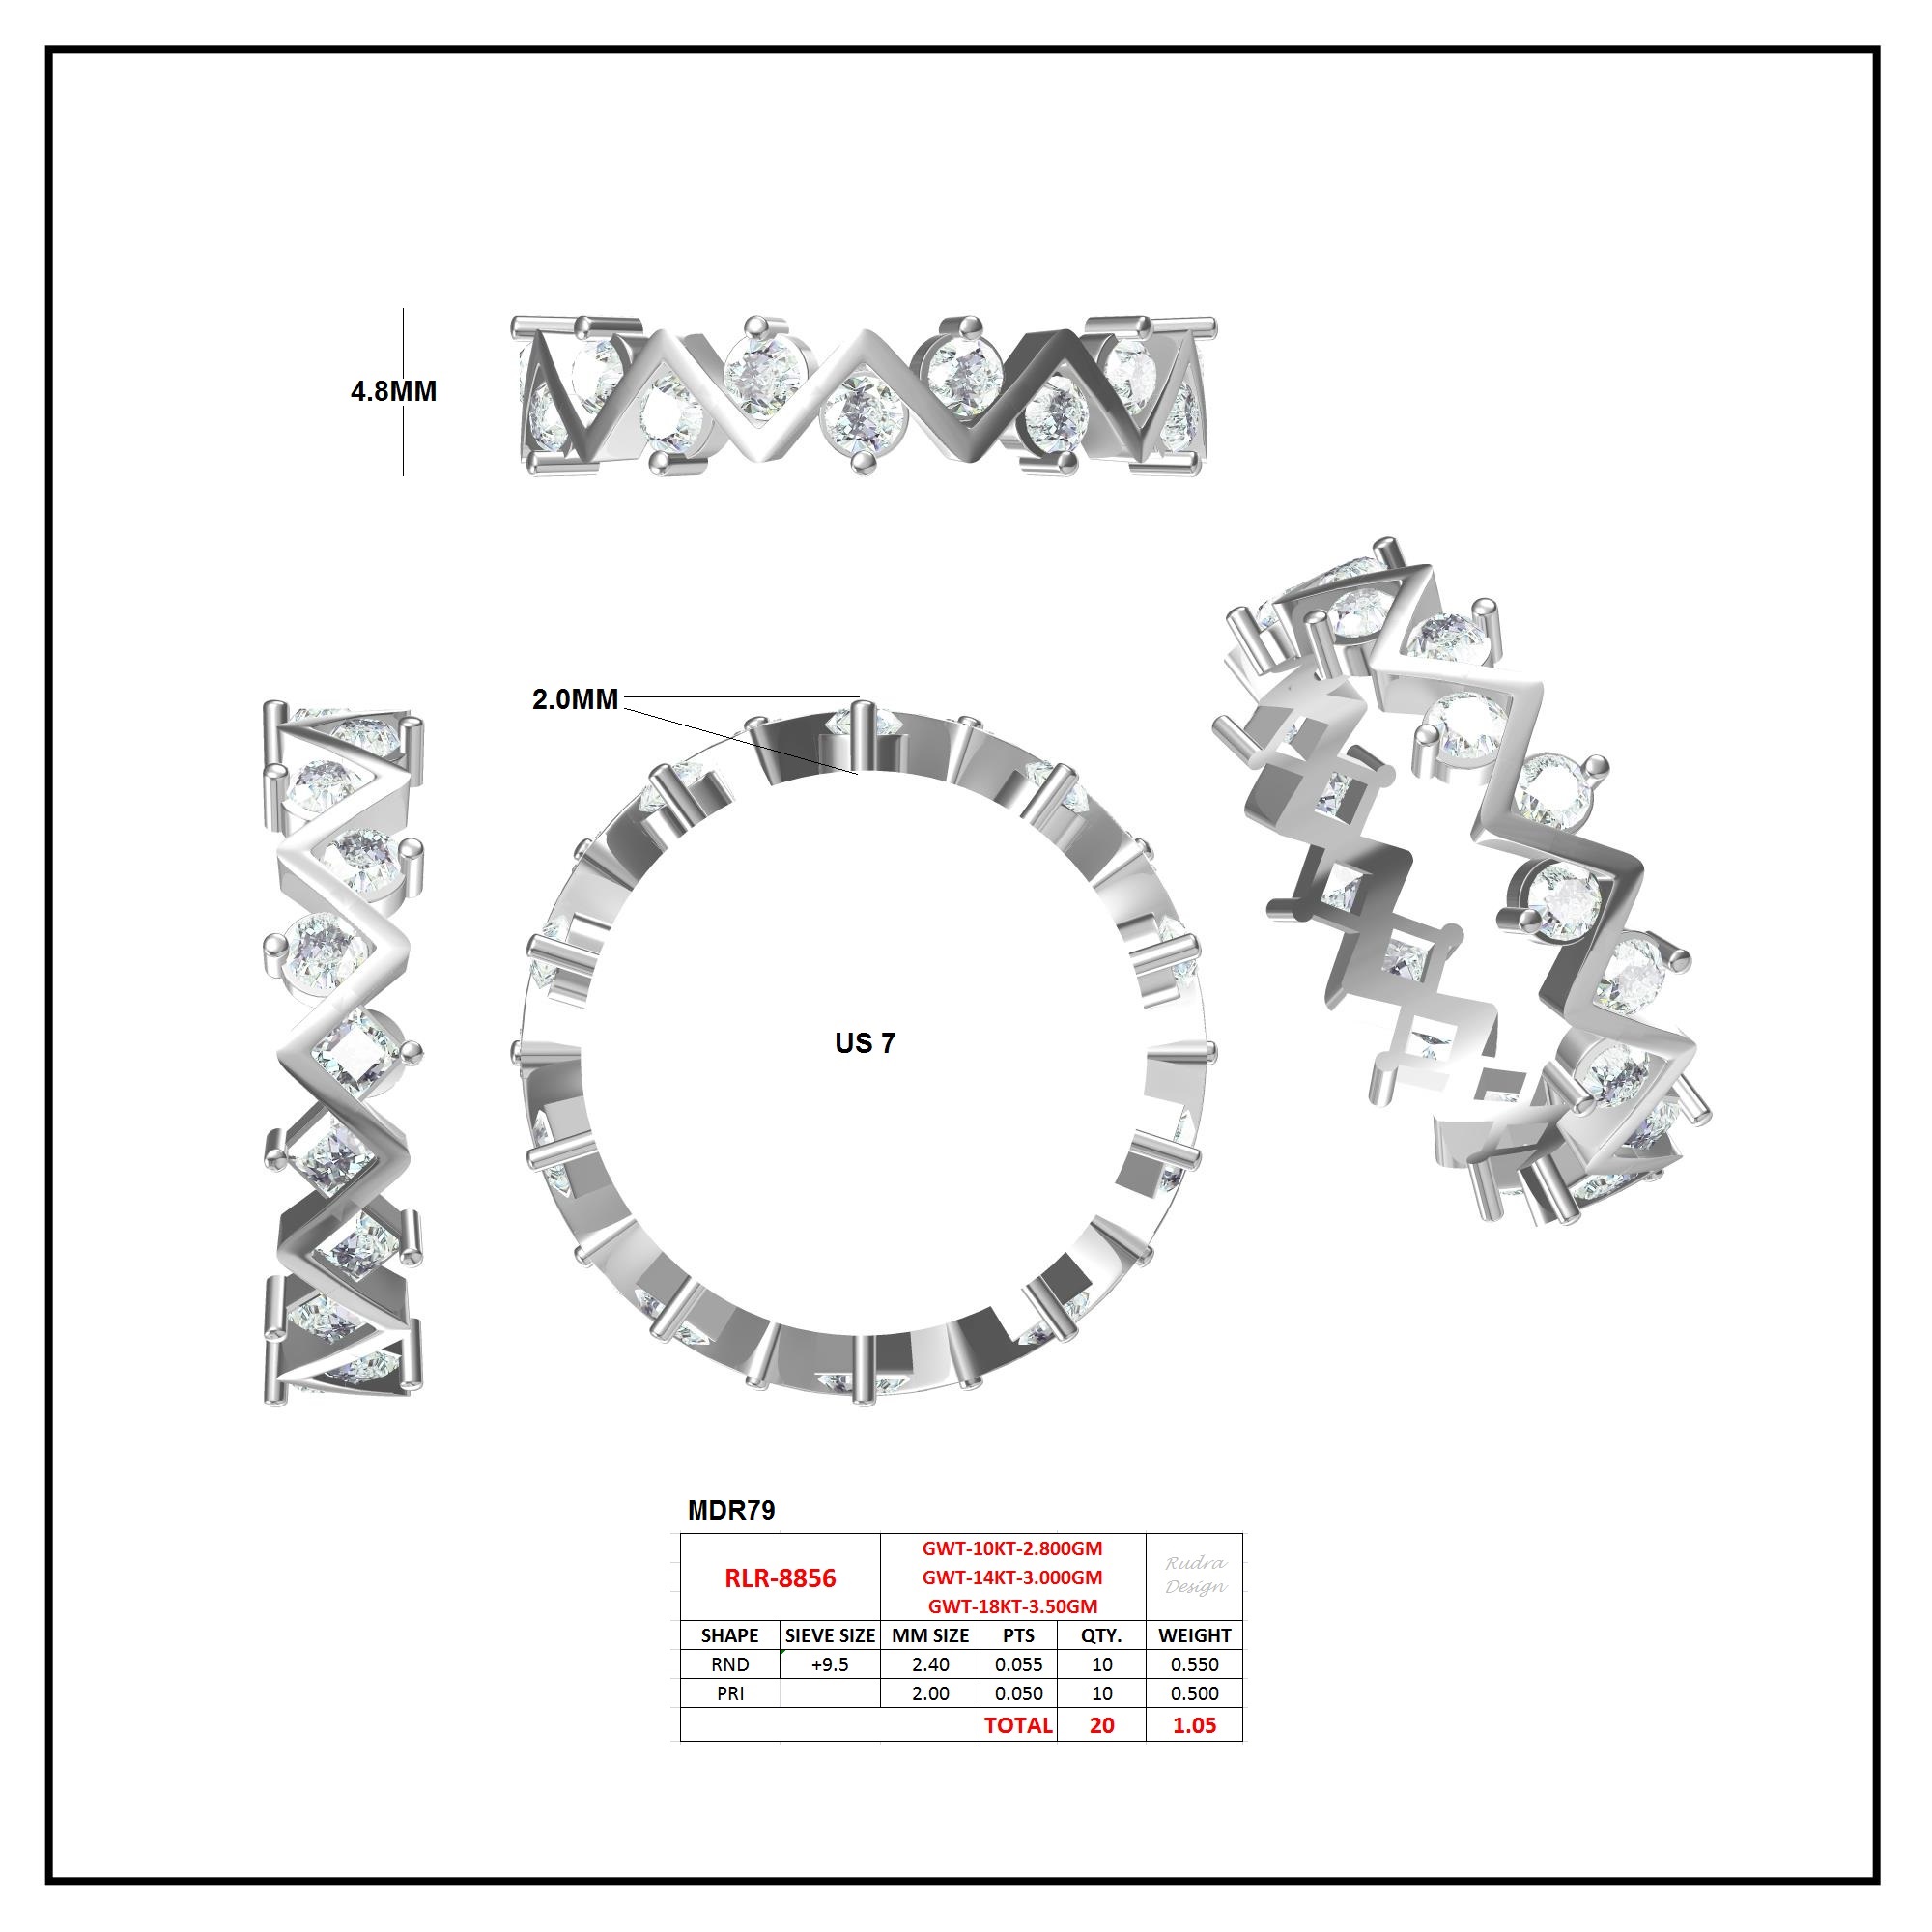 4.8MM
2.0MM
US 7
MDR79
RLR-8856
GWT-10KT-2.800GM
GWT-14KT-3.000GM
GWT-18KT-3.50GM
Rudra
Design
SHAPE SIEVE SIZE MM SIZE PTS QTY. WEIGHT
RND +9.5 2.40 0.055 10 0.550
PRI 2.00 0.050 10 0.500
TOTAL 20 1.05